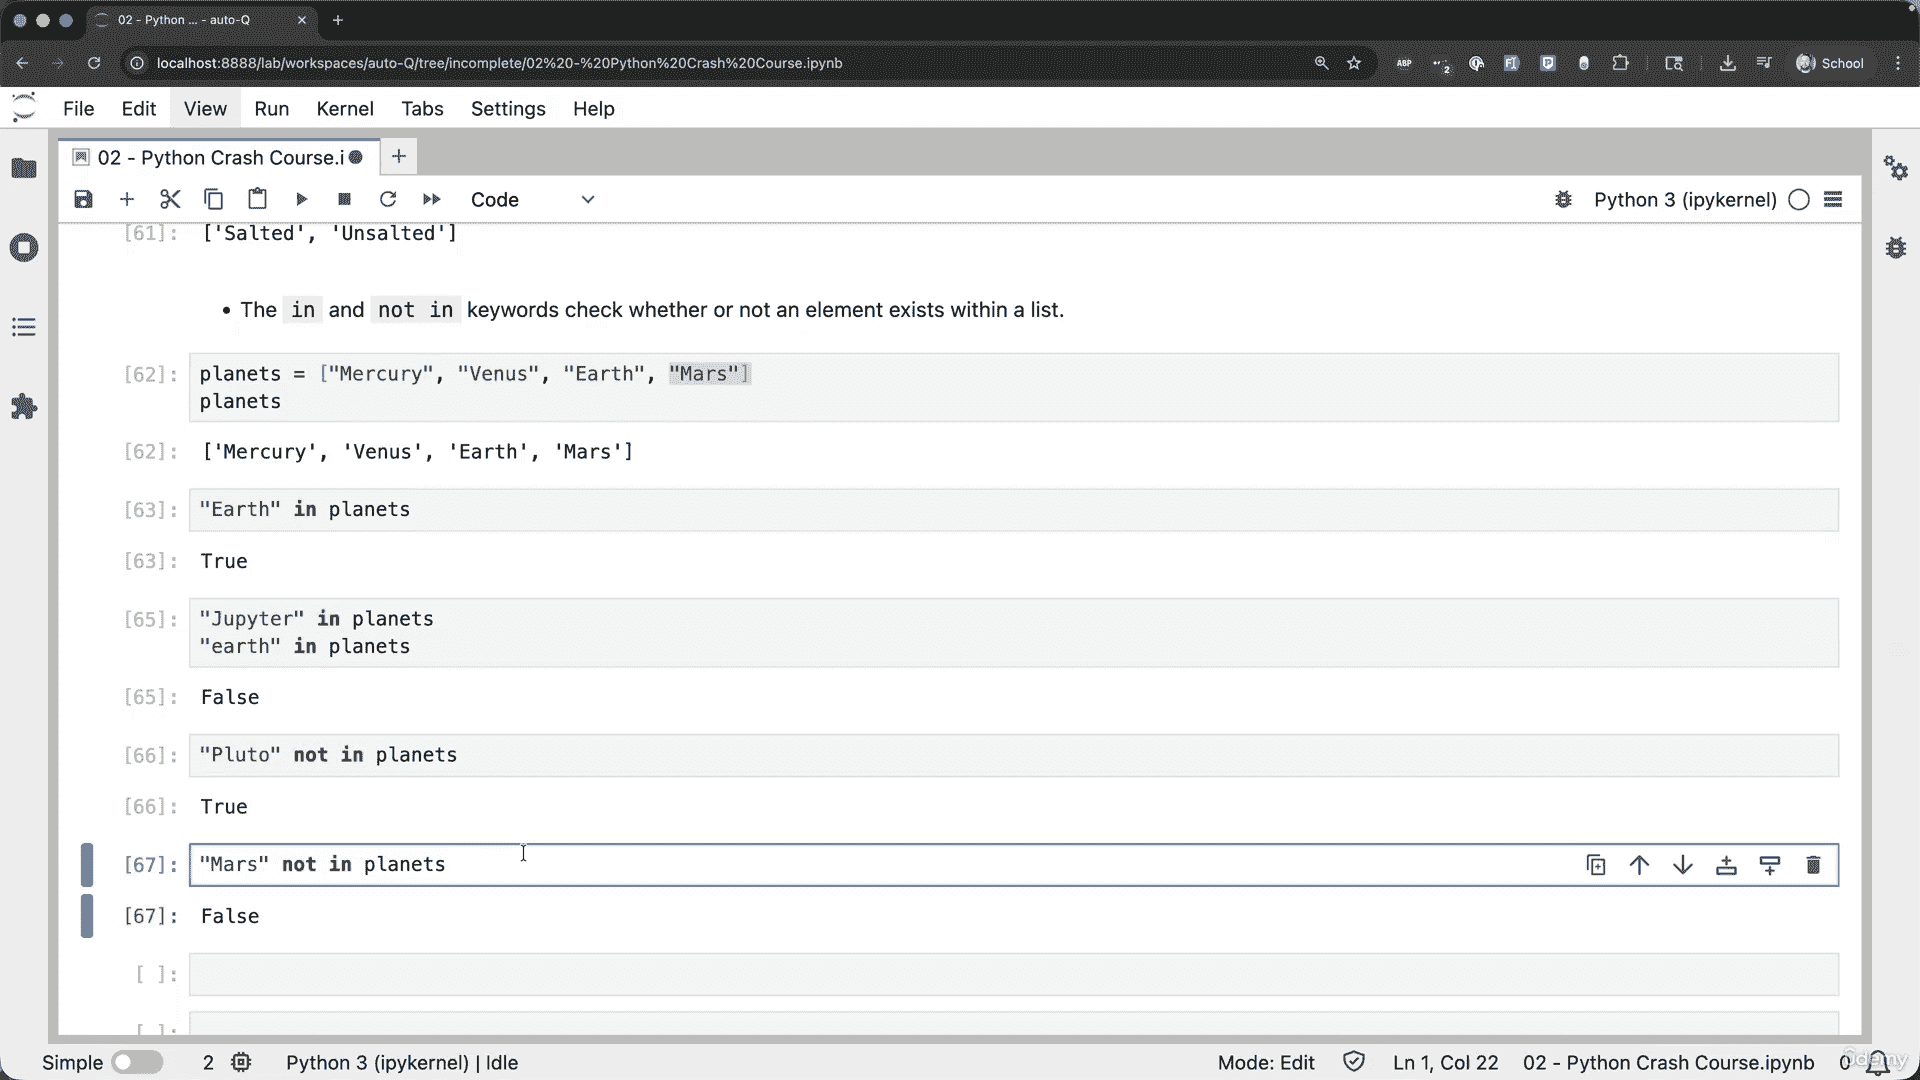 02 - Python ... - auto-Q
localhost:8888/lab/workspaces/auto-Q/tree/incomplete/02%20-%20Python%20Crash%20Course.ipynb
ABP
2
School
File Edit View Run Kernel Tabs Settings Help
02 - Python Crash Course.i
Code
Python 3 (ipykernel)
[61]: ['Salted', 'Unsalted']
• The in and not in keywords check whether or not an element exists within a list.
[62]: planets = ["Mercury", "Venus", "Earth", "Mars"]
planets
[62]: ['Mercury', 'Venus', 'Earth', 'Mars']
[63]: "Earth" in planets
[63]: True
[65]: "Jupyter" in planets
"earth" in planets
[65]: False
[66]: "Pluto" not in planets
[66]: True
[67]: "Mars" not in planets
[67]: False
[ ]:
[ ]:
Simple 2 Python 3 (ipykernel) | Idle Mode: Edit Ln 1, Col 22 02 - Python Crash Course.ipynb 0